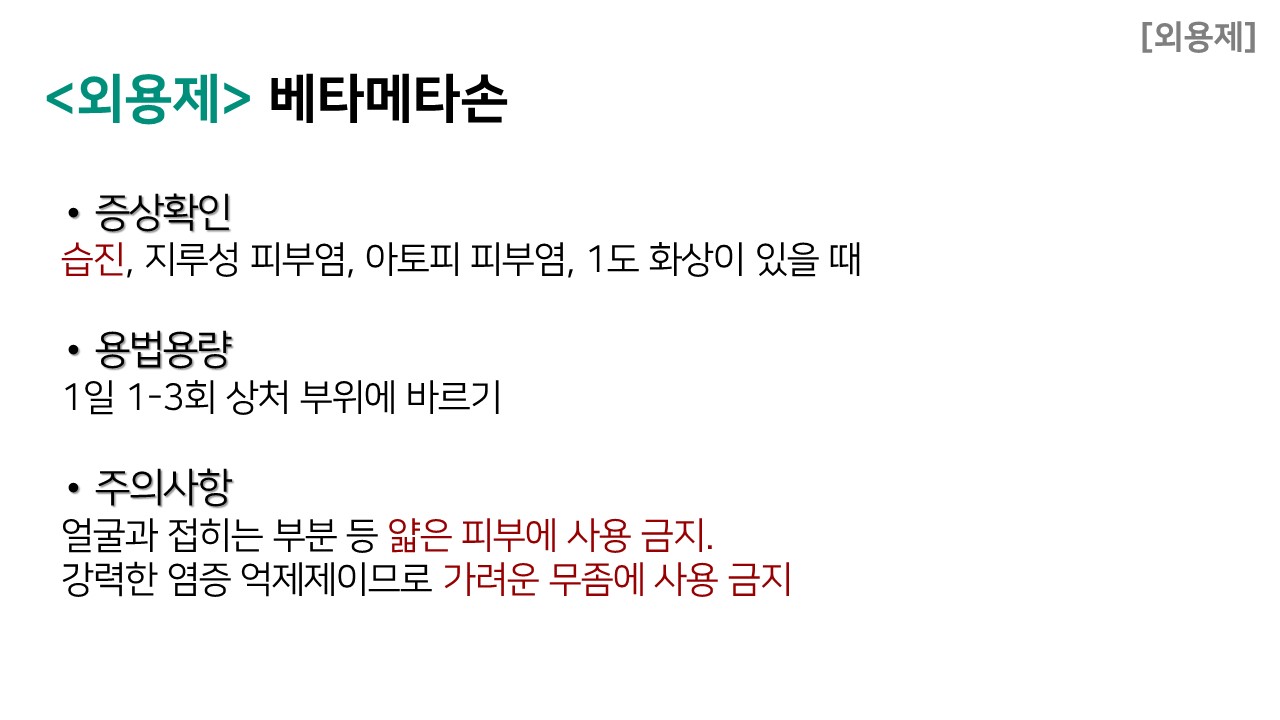 [외용제]
<외용제> 베타메타손
• 증상확인
습진, 지루성 피부염, 아토피 피부염, 1도 화상이 있을 때
• 용법용량
1일 1-3회 상처 부위에 바르기
• 주의사항
얼굴과 접히는 부분 등 얇은 피부에 사용 금지.
강력한 염증 억제제이므로 가려운 무좀에 사용 금지